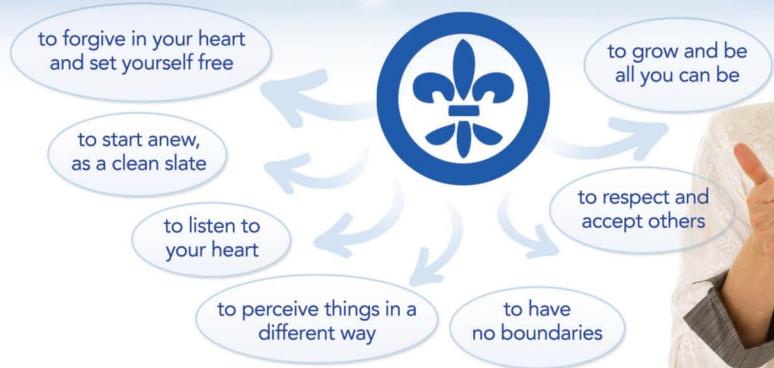 to forgive in your heart
and set yourself free
to grow and be
all you can be
to start anew,
as a clean slate
to respect and
accept others
to listen to
your heart
to perceive things in a
different way
to have
no boundaries